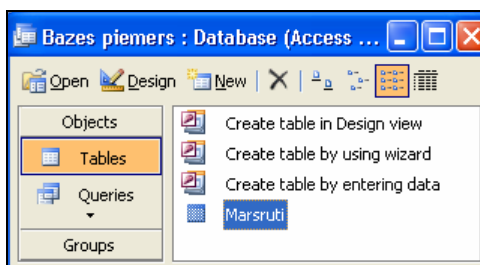 Bazes piemers : Database (Access ...
Open Design New
Objects
Tables
Queries
Groups
Create table in Design view
Create table by using wizard
Create table by entering data
Marsruti